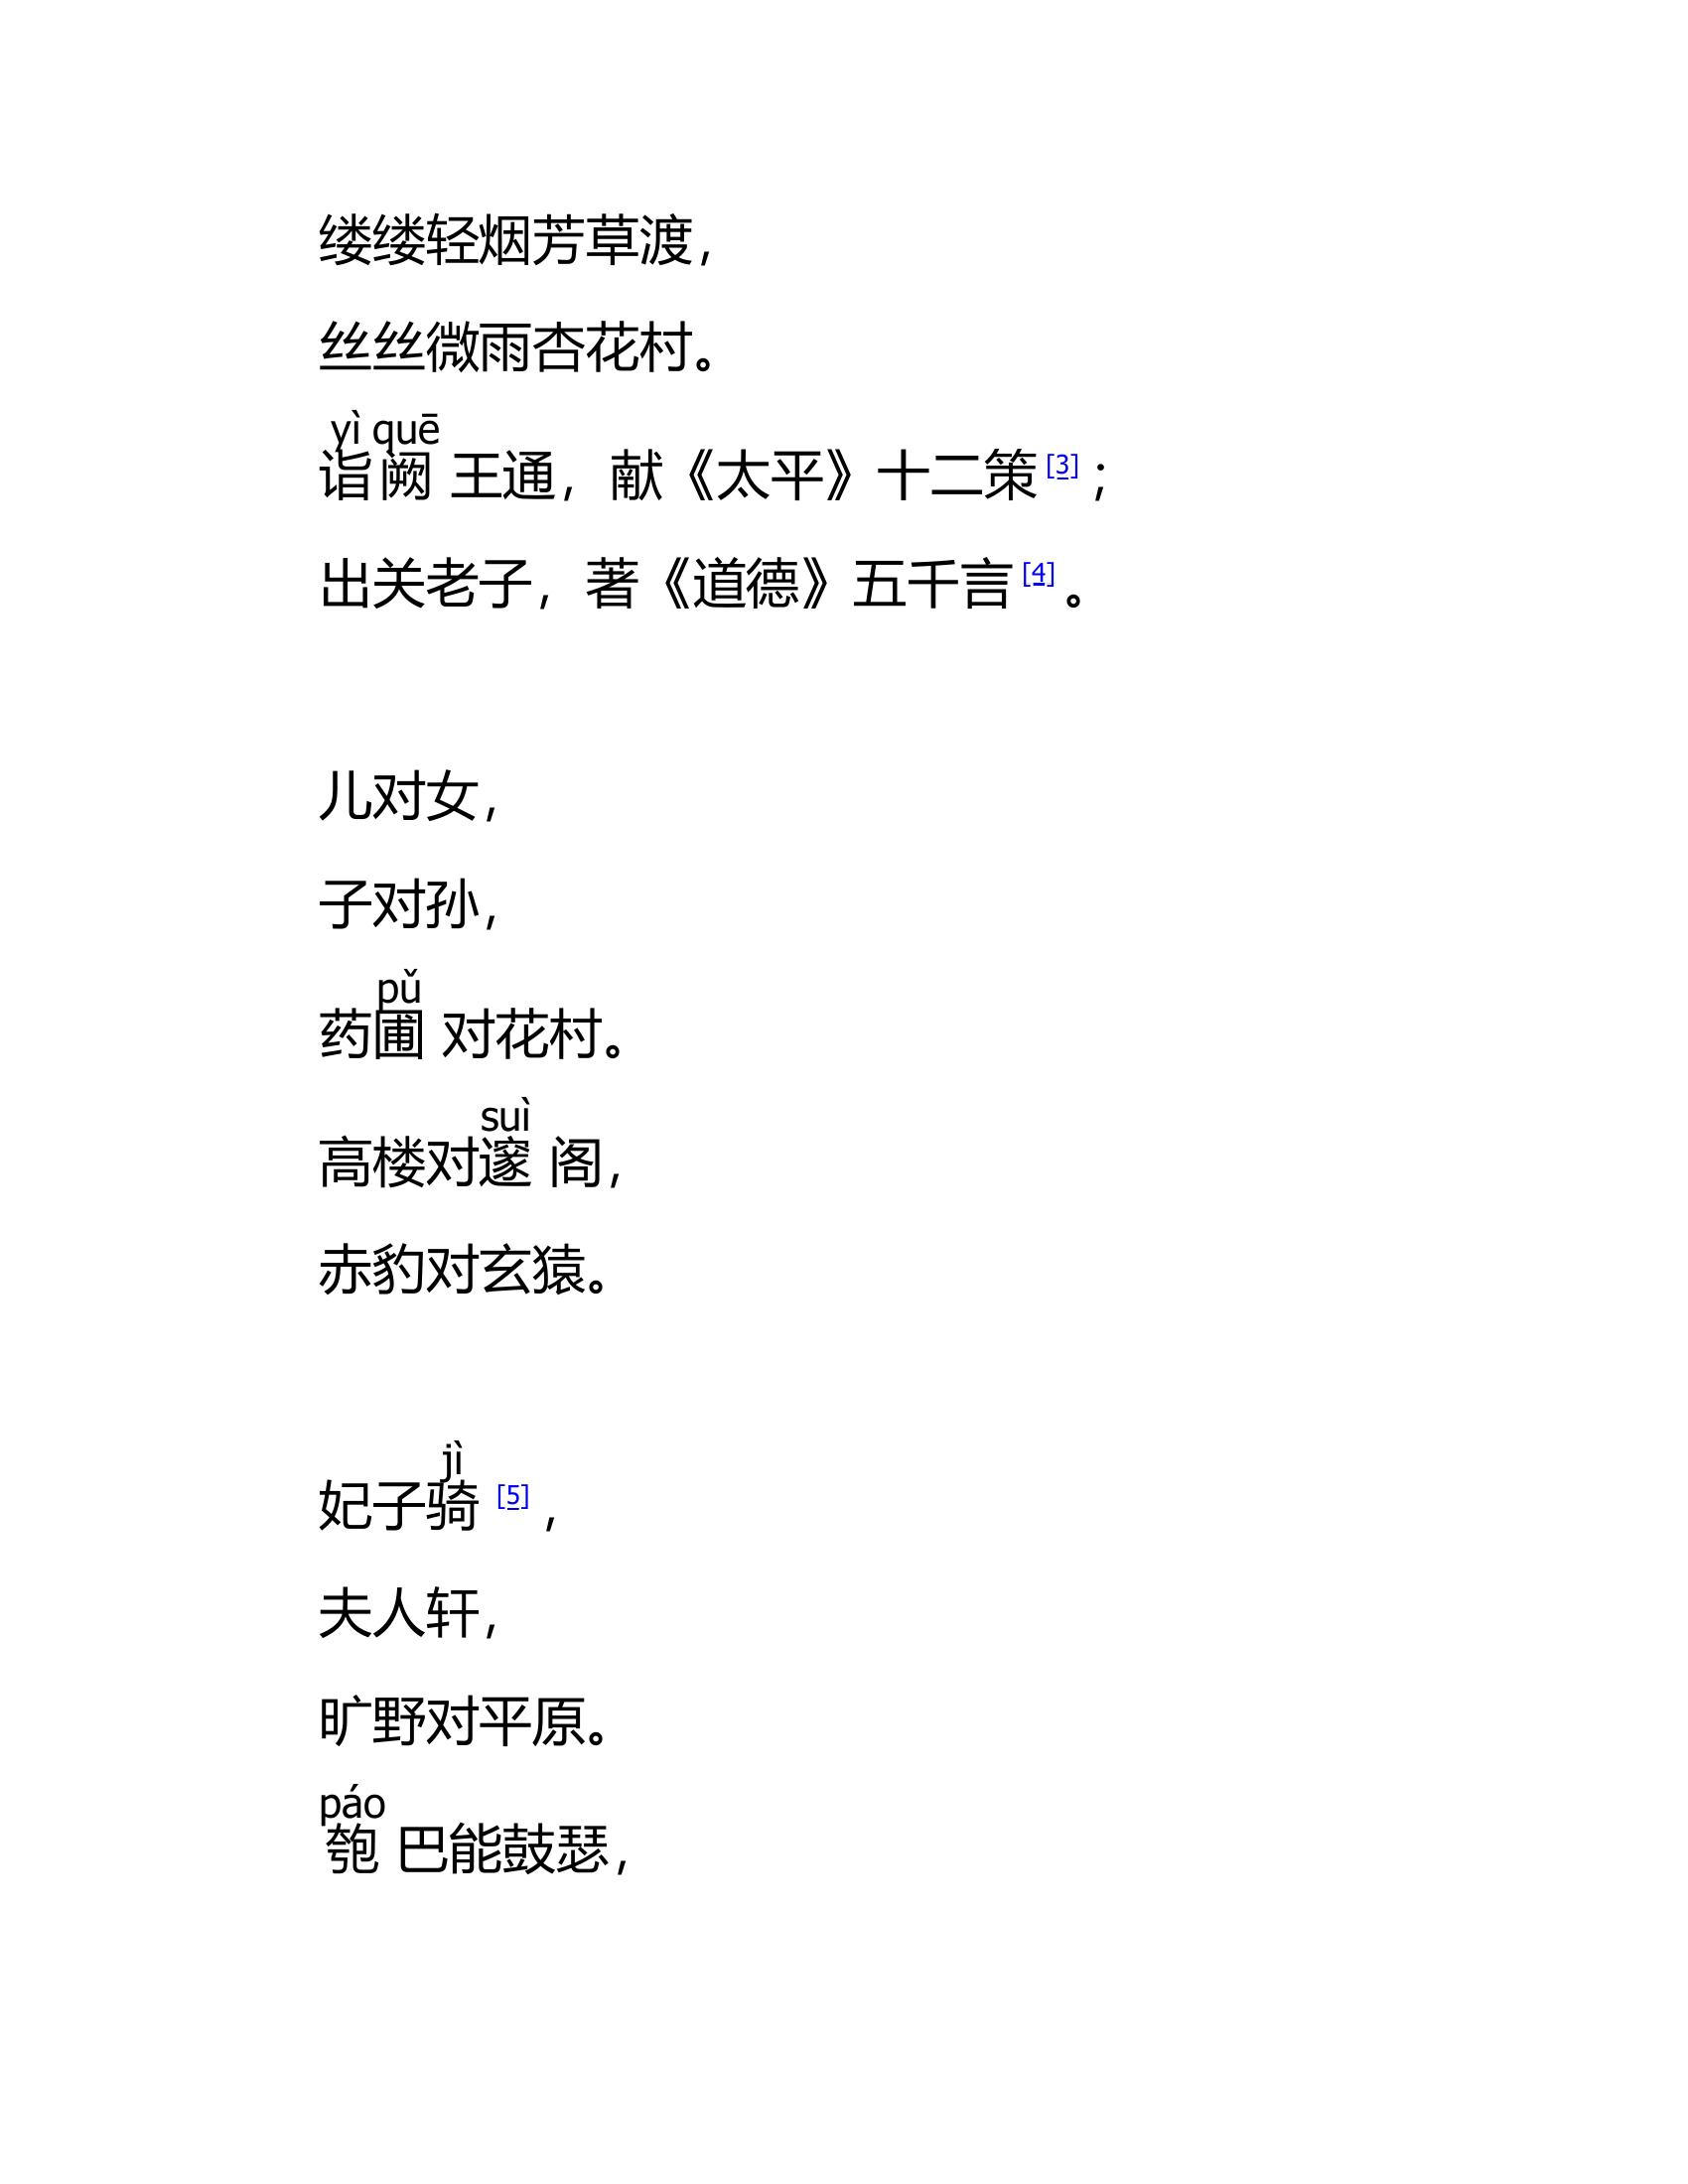 缕缕轻烟芳草渡，
丝丝微雨杏花村。
yì quē
诣阙 王通，献《太平》十二策[3]；
出关老子，著《道德》五千言[4]。
儿对女，
子对孙，
pǔ
药圃 对花村。
suì
高楼对邃 阁，
赤豹对玄猿。
jì
妃子骑 [5]，
夫人轩，
旷野对平原。
páo
匏 巴能鼓瑟，